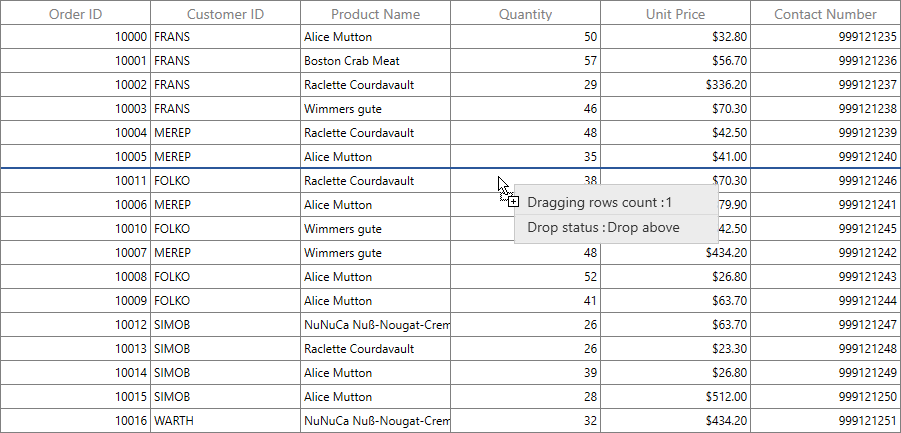 Order ID Customer ID Product Name Quantity Unit Price Contact Number
10000 FRANS Alice Mutton 50 $32.80 999121235
10001 FRANS Boston Crab Meat 57 $56.70 999121236
10002 FRANS Raclette Courdavault 29 $336.20 999121237
10003 FRANS Wimmers gute 46 $70.30 999121238
10004 MEREP Raclette Courdavault 48 $42.50 999121239
10005 MEREP Alice Mutton 35 $41.00 999121240
10011 FOLKO Raclette Courdavault 38 $70.30 999121246
10006 MEREP Alice Mutton 79.90 999121241
Dragging rows count :1
10010 FOLKO Wimmers gute 42.50 999121245
Drop status :Drop above
10007 MEREP Wimmers gute 48 $434.20 999121242
10008 FOLKO Alice Mutton 52 $26.80 999121243
10009 FOLKO Alice Mutton 41 $63.70 999121244
10012 SIMOB NuNuCa Nuß-Nougat-Crem 26 $63.70 999121247
10013 SIMOB Raclette Courdavault 26 $23.30 999121248
10014 SIMOB Alice Mutton 39 $26.80 999121249
10015 SIMOB Alice Mutton 28 $512.00 999121250
10016 WARTH NuNuCa Nuß-Nougat-Crem 32 $434.20 999121251